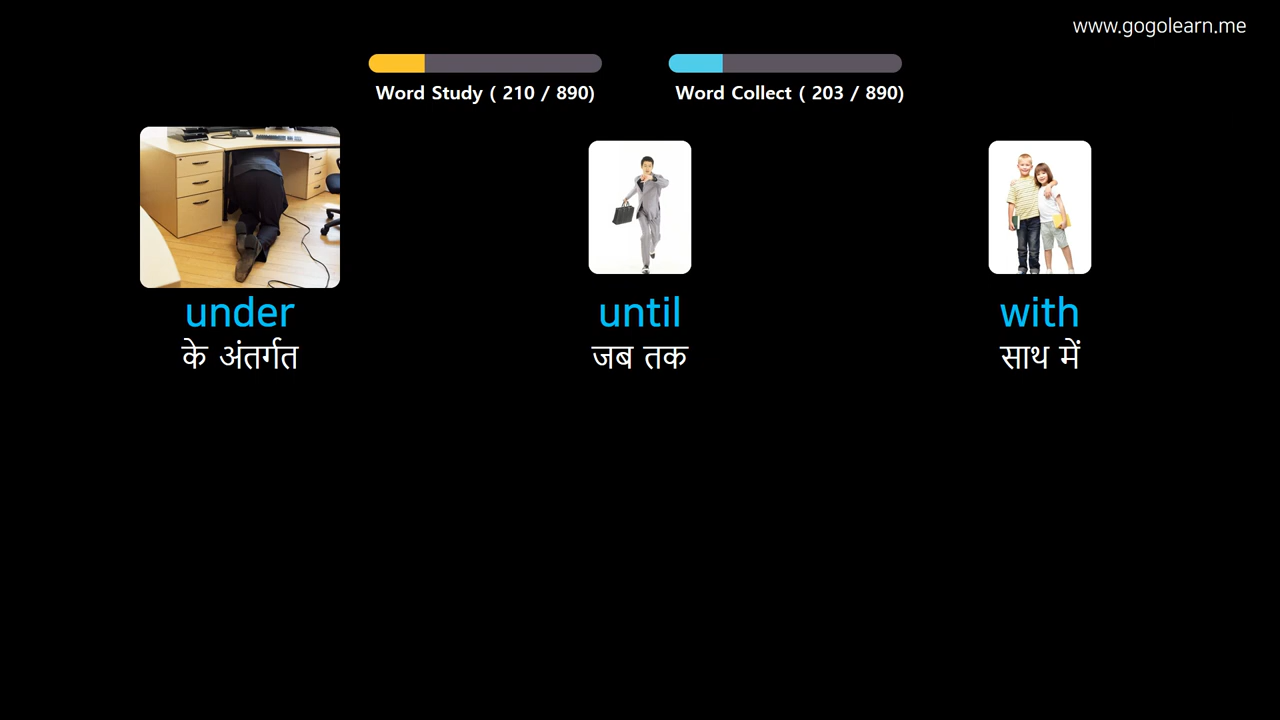 www.gogolearn.me
Word Study ( 210 / 890)
Word Collect ( 203 / 890)
under
until
with
के अंतर्गत
जब तक
साथ में